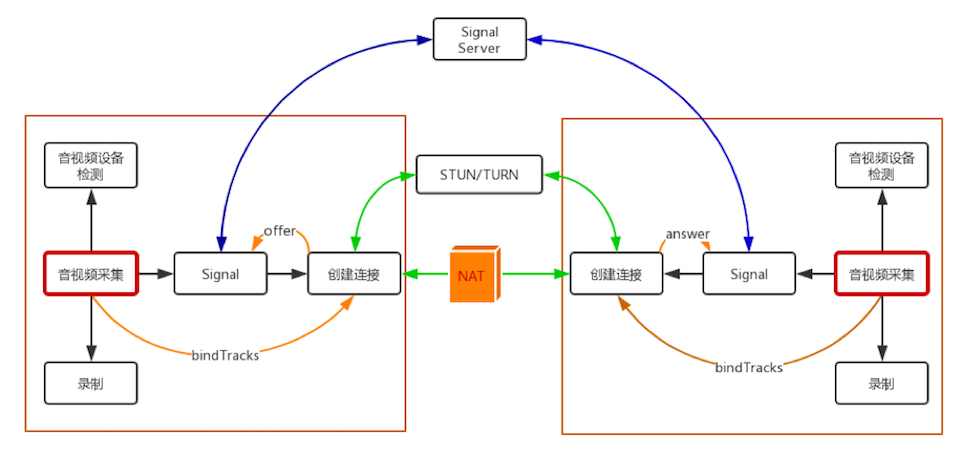 Signal
Server
音视频设备
检测
STUN/TURN
音视频设备
检测
offer
answer
音视频采集
Signal
创建连接
NAT
创建连接
Signal
音视频采集
bindTracks
bindTracks
录制
录制